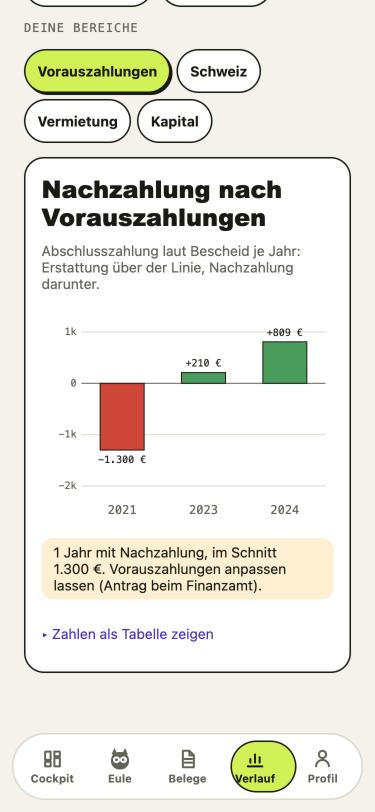 DEINE BEREICHE
Vorauszahlungen
Schweiz
Vermietung
Kapital
Nachzahlung nach
Vorauszahlungen
Abschlusszahlung laut Bescheid je Jahr:
Erstattung über der Linie, Nachzahlung
darunter.
1k
+809 €
+210 €
0
−1k
−1.300 €
−2k
2021
2023
2024
1 Jahr mit Nachzahlung, im Schnitt
1.300 €. Vorauszahlungen anpassen
lassen (Antrag beim Finanzamt).
▸ Zahlen als Tabelle zeigen
Cockpit
Eule
Belege
Verlauf
Profil